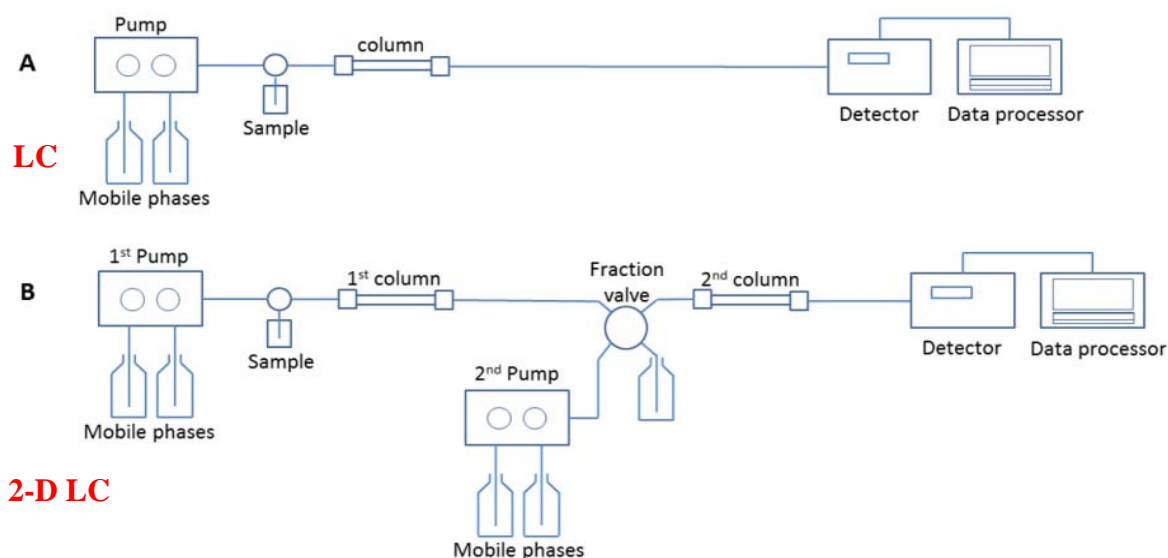 Pump
A
column
Sample
Detector
Data processor
LC
Mobile phases
1st Pump
B
1st column
Fraction
valve
2nd column
Sample
Detector
Data processor
2nd Pump
Mobile phases
2-D LC
Mobile phases